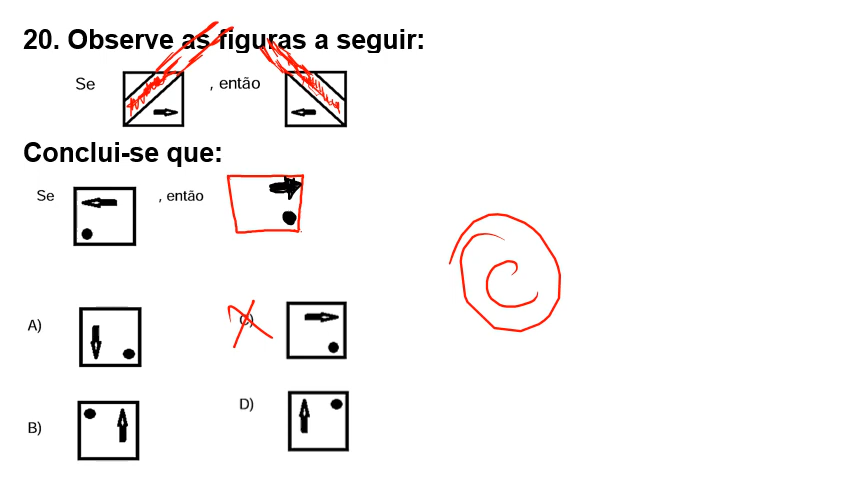 20. Observe as figuras a seguir:
Se , então
Conclui-se que:
Se , então
A) C)
B) D)
C